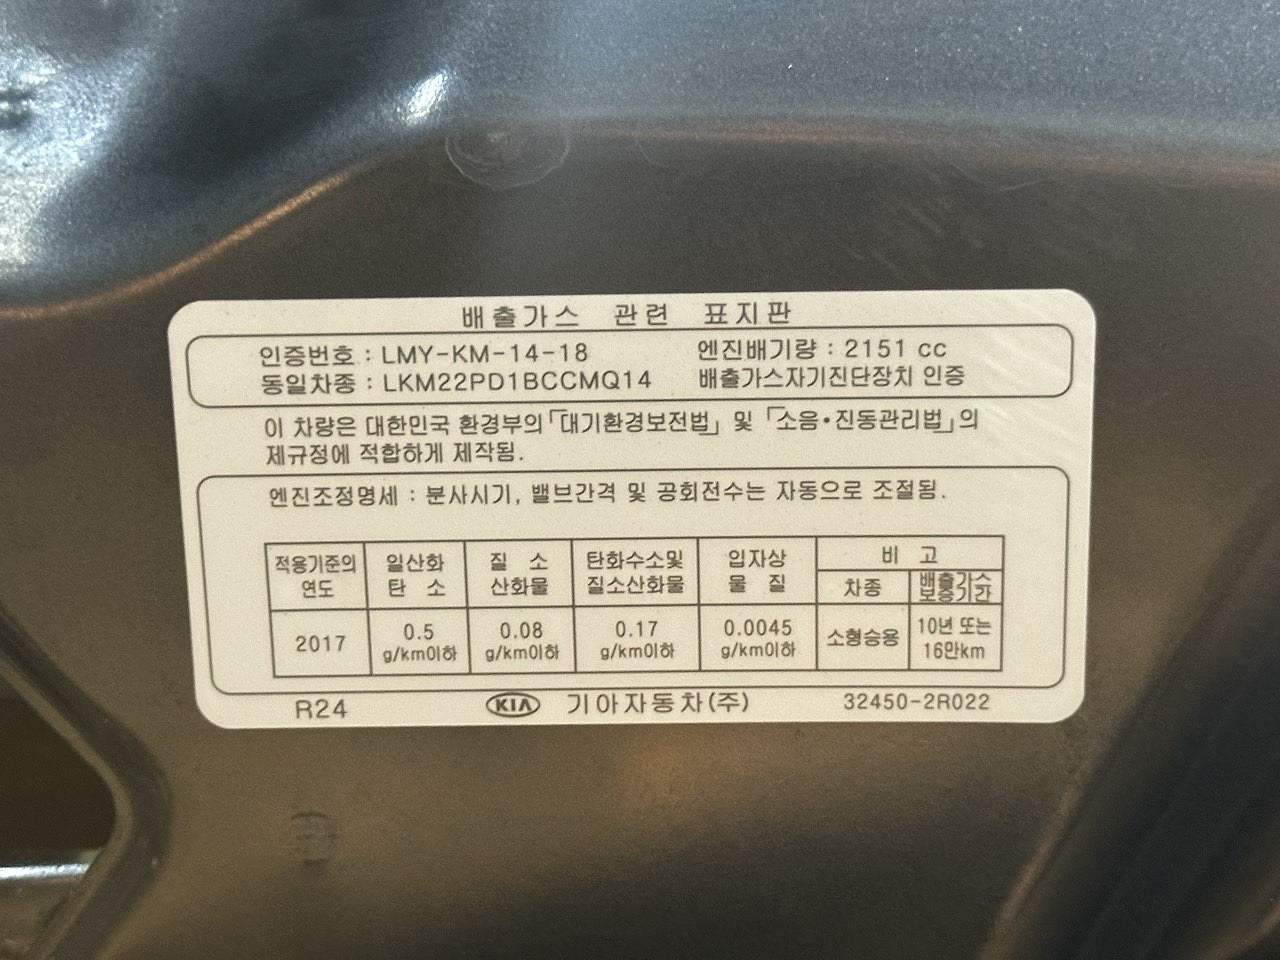 배출가스 관련 표지판
인증번호 : LMY-KM-14-18 엔진배기량 : 2151 cc
동일차종 : LKM22PD1BCCMQ14 배출가스자기진단장치 인증
이 차량은 대한민국 환경부의「대기환경보전법」 및 「소음•진동관리법」의
제규정에 적합하게 제작됨.
엔진조정명세 : 분사시기, 밸브간격 및 공회전수는 자동으로 조절됨.
적용기준의 일산화 질 소 탄화수소및 입자상 비 고
연도 탄 소 산화물 질소산화물 물 질 차종 배출가스
보증기간
2017 0.5 0.08 0.17 0.0045 소형승용 10년 또는
g/km이하 g/km이하 g/km이하 g/km이하 16만km
R24 KIA 기아자동차(주) 32450-2R022